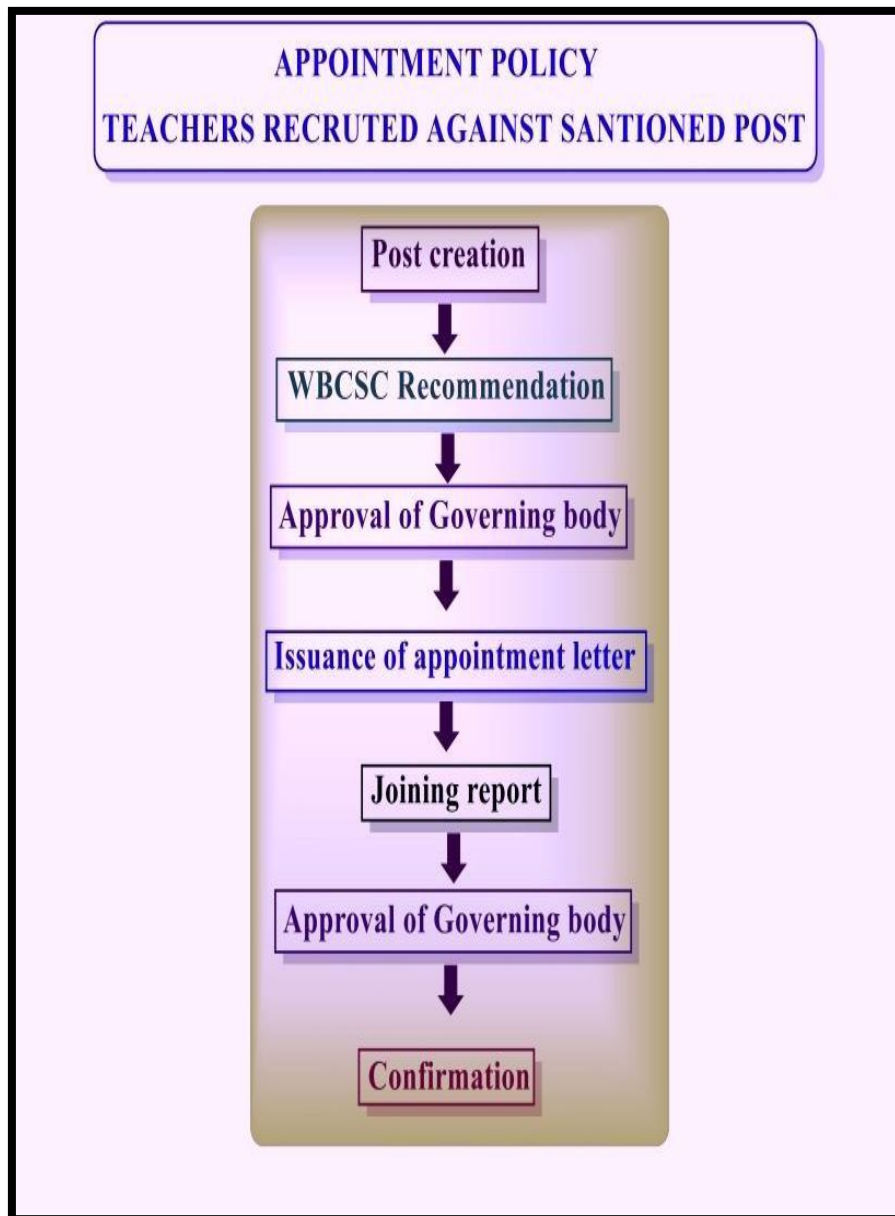 APPOINTMENT POLICY
TEACHERS RECRUTED AGAINST SANTIONED POST
Post creation
WBCSC Recommendation
Approval of Governing body
Issuance of appointment letter
Joining report
Approval of Governing body
Confirmation